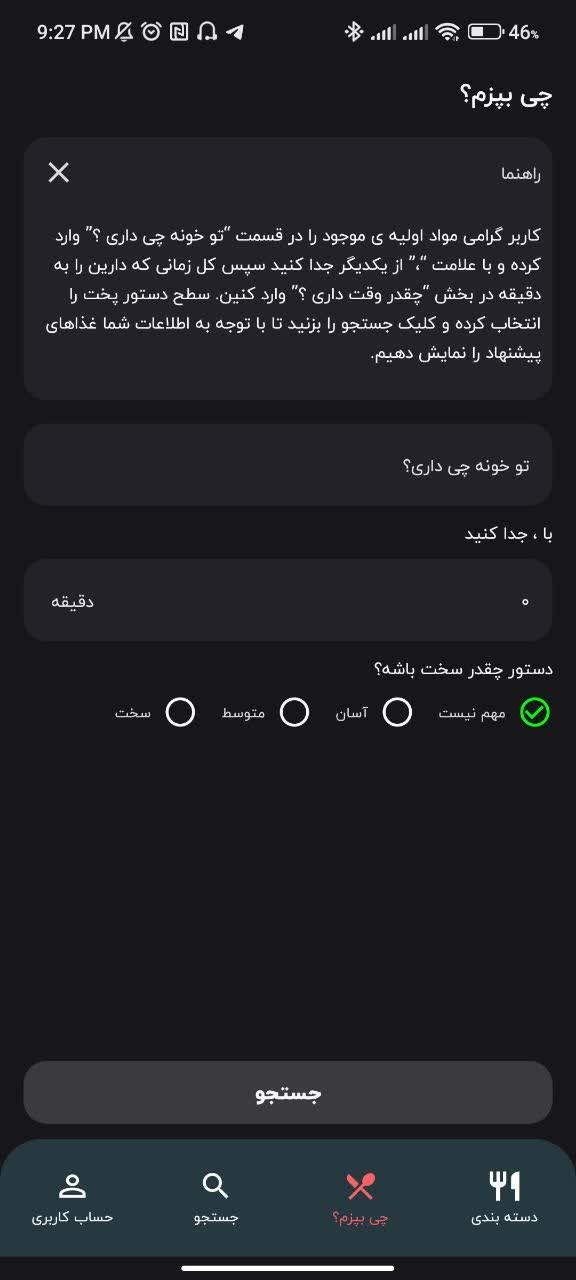 9:27 PM
46%
چی بپزم؟
راهنما
کاربر گرامی مواد اولیه ی موجود را در قسمت “تو خونه چی داری ؟” وارد
کرده و با علامت “،” از یکدیگر جدا کنید سپس کل زمانی که دارین را به
دقیقه در بخش “چقدر وقت داری ؟” وارد کنین. سطح دستور پخت را
انتخاب کرده و کلیک جستجو را بزنید تا با توجه به اطلاعات شما غذاهای
پیشنهاد را نمایش دهیم.
تو خونه چی داری؟
با ، جدا کنید
۰ دقیقه
دستور چقدر سخت باشه؟
مهم نیست آسان متوسط سخت
جستجو
دسته بندی چی بپزم؟ جستجو حساب کاربری